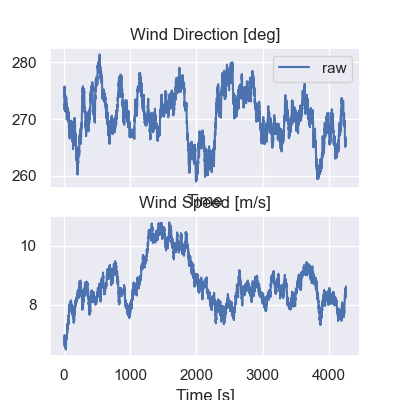 Wind Direction [deg]
raw
280
270
260
Time
Wind Speed [m/s]
10
8
0 1000 2000 3000 4000
Time [s]